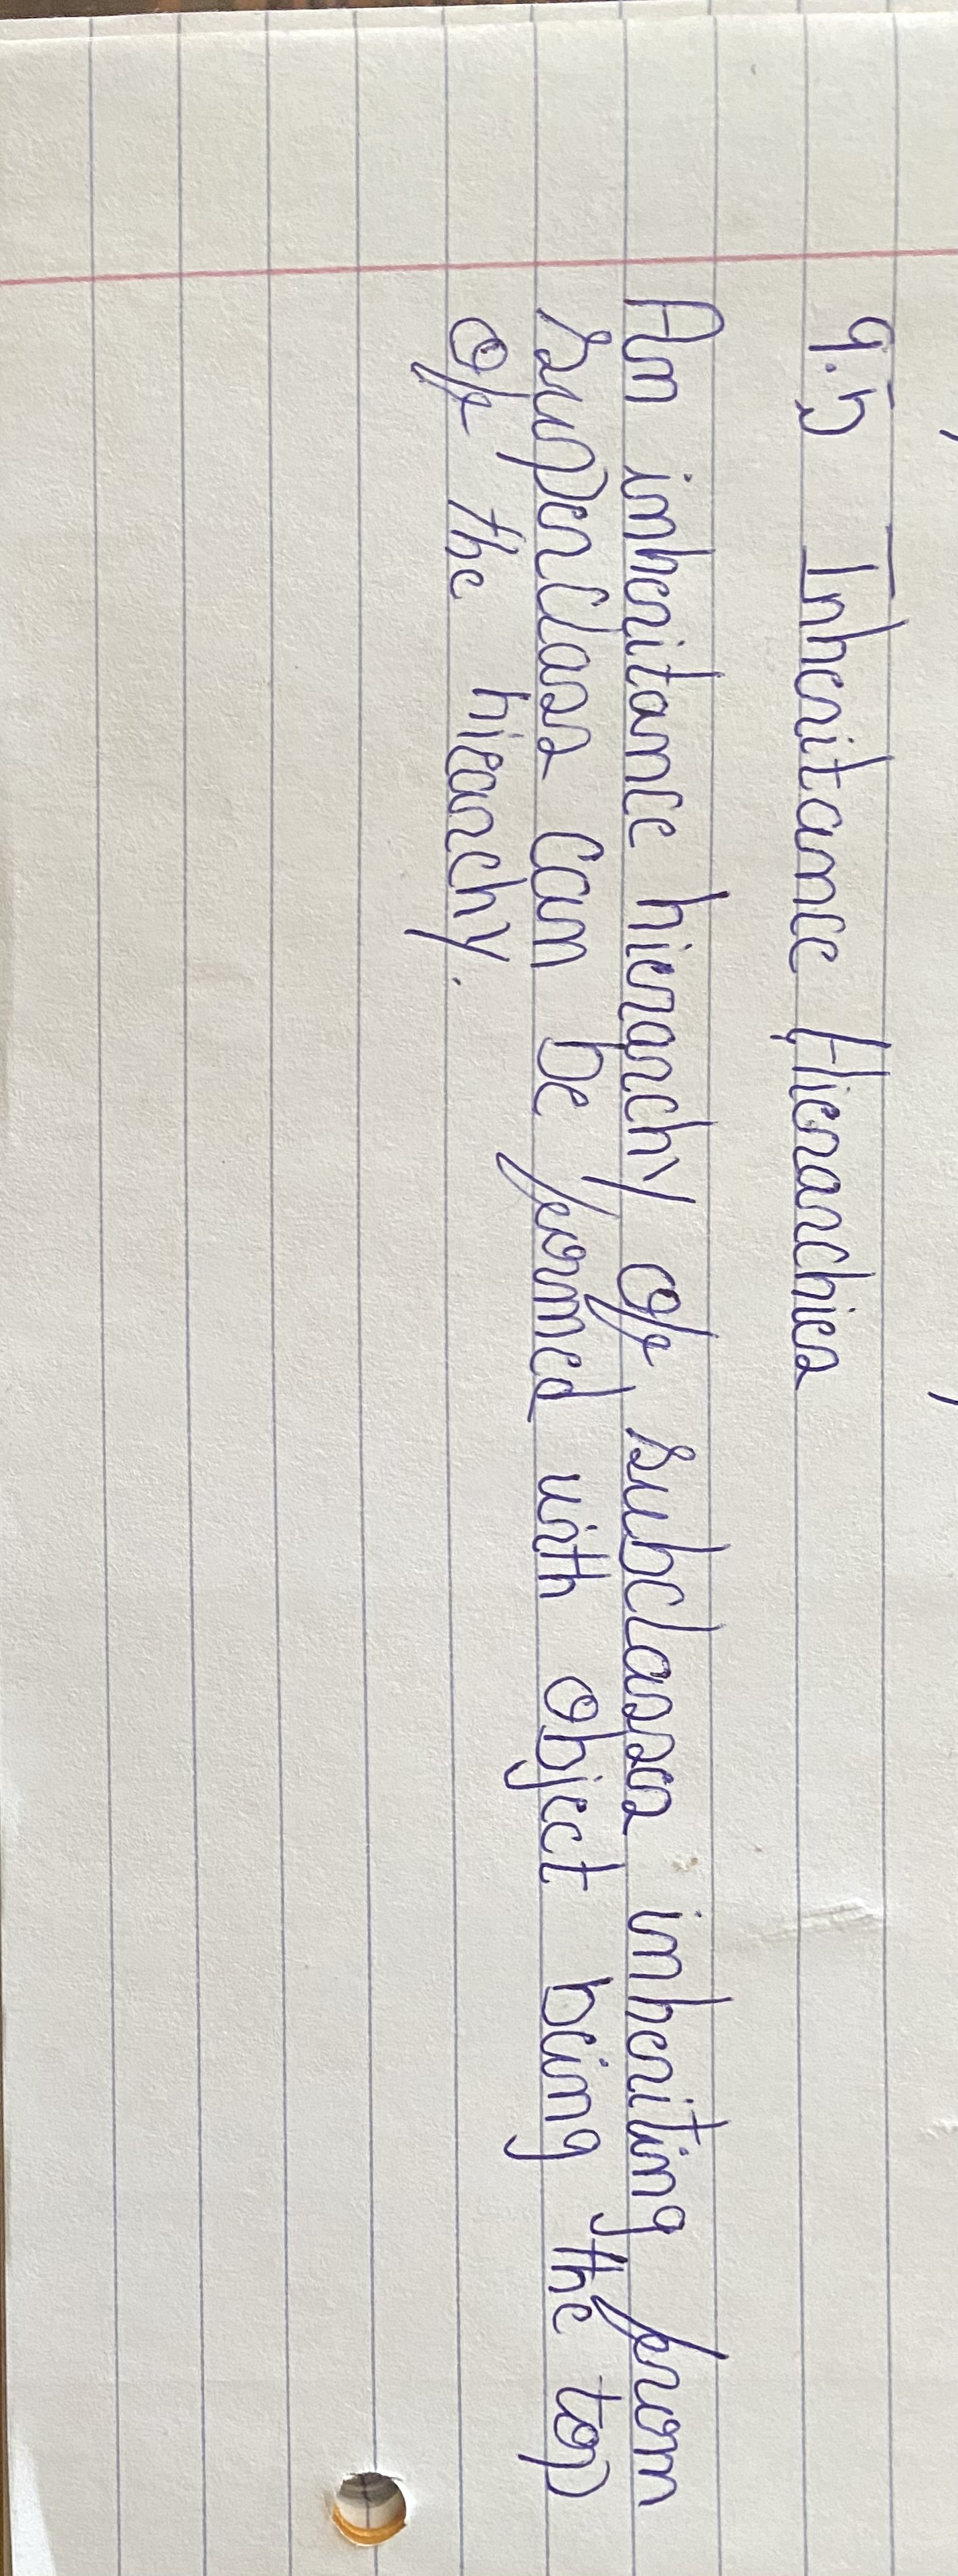 9.5 Inheritance Hierarchies
An inheritance hierarchy of subclasses inheriting from
superclass can be formed with object being the top
of the hiearchy.